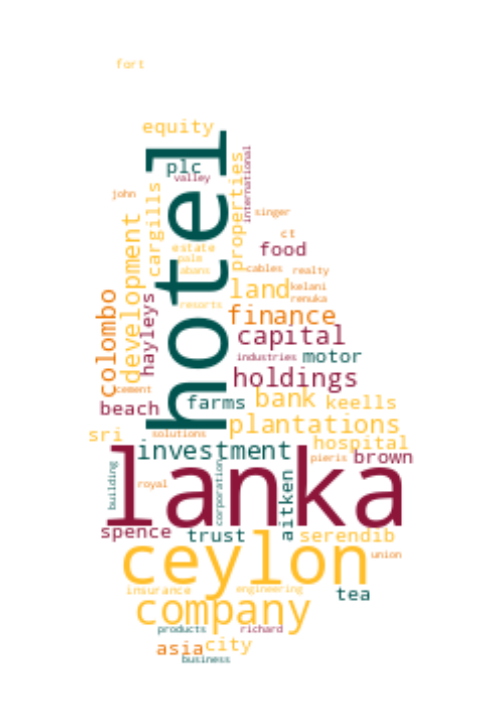 fort
equity
hotel
plc
valley
international
properties
cargills
john
development
singer
ct
food
estate
palm
abans
cables
realty
land
kelani
renuka
resorts
colombo
hayleys
finance
capital
industries
motor
holdings
cement
beach
farms
bank
keells
plantations
sri
solutions
hospital
investment
pieris
brown
lanka
building
royal
corporation
aitken
spence
trust
serendib
ceylon
union
insurance
engineering
tea
company
products
richard
asia
city
business